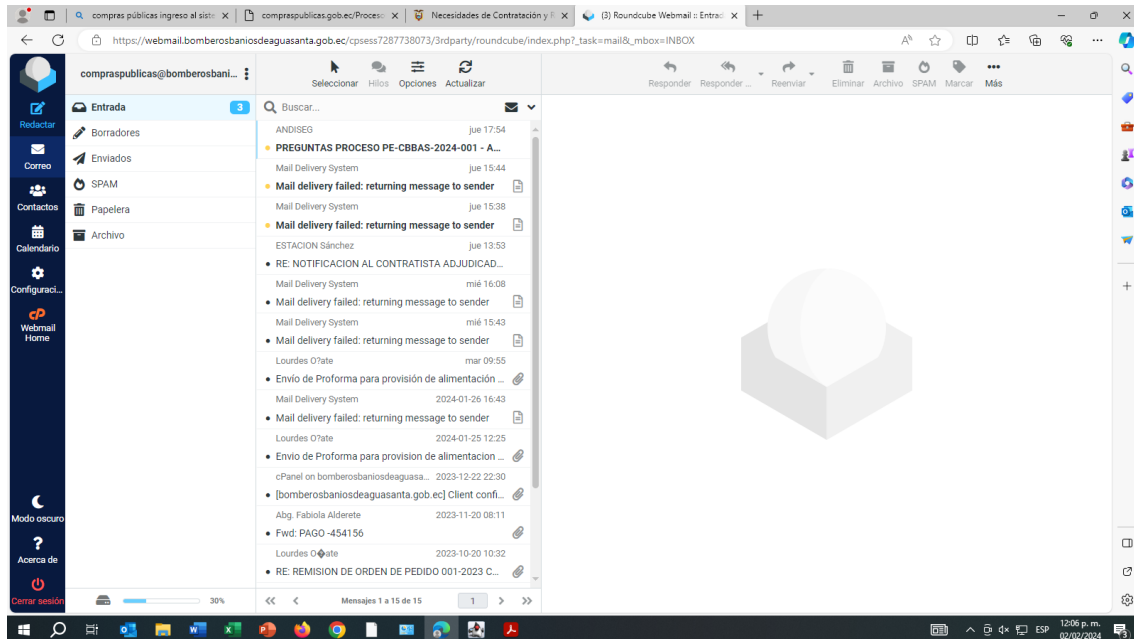 compras públicas ingreso al siste
compraspublicas.gob.ec/Proceso
Necesidades de Contratación y R
(3) Roundcube Webmail :: Entrad
https://webmail.bomberosbaniosdeaguasanta.gob.ec/cpsess7287738073/3rdparty/roundcube/index.php?_task=mail&_mbox=INBOX
compraspublicas@bomberosbani...
Seleccionar Hilos Opciones Actualizar
Responder Responder ... Reenviar Eliminar Archivo SPAM Marcar Más
Redactar
Correo
Contactos
Calendario
Configuraci...
Webmail
Home
Modo oscuro
Acerca de
Cerrar sesión
Entrada 3
Borradores
Enviados
SPAM
Papelera
Archivo
30%
Buscar...
ANDISEG jue 17:54
PREGUNTAS PROCESO PE-CBBAS-2024-001 - A...
Mail Delivery System jue 15:44
Mail delivery failed: returning message to sender
Mail Delivery System jue 15:38
Mail delivery failed: returning message to sender
ESTACION Sánchez jue 13:53
RE: NOTIFICACION AL CONTRATISTA ADJUDICAD...
Mail Delivery System mié 16:08
Mail delivery failed: returning message to sender
Mail Delivery System mié 15:43
Mail delivery failed: returning message to sender
Lourdes O?ate mar 09:55
Envío de Proforma para provisión de alimentación ...
Mail Delivery System 2024-01-26 16:43
Mail delivery failed: returning message to sender
Lourdes O?ate 2024-01-25 12:25
Envio de Proforma para provision de alimentacion ...
cPanel on bomberosbaniosdeaguasa... 2023-12-22 22:30
[bomberosbaniosdeaguasanta.gob.ec] Client confi...
Abg. Fabiola Alderete 2023-11-20 08:11
Fwd: PAGO -454156
Lourdes O�ate 2023-10-20 10:32
RE: REMISION DE ORDEN DE PEDIDO 001-2023 C...
Mensajes 1 a 15 de 15 1
ESP
12:06 p. m.
02/02/2024